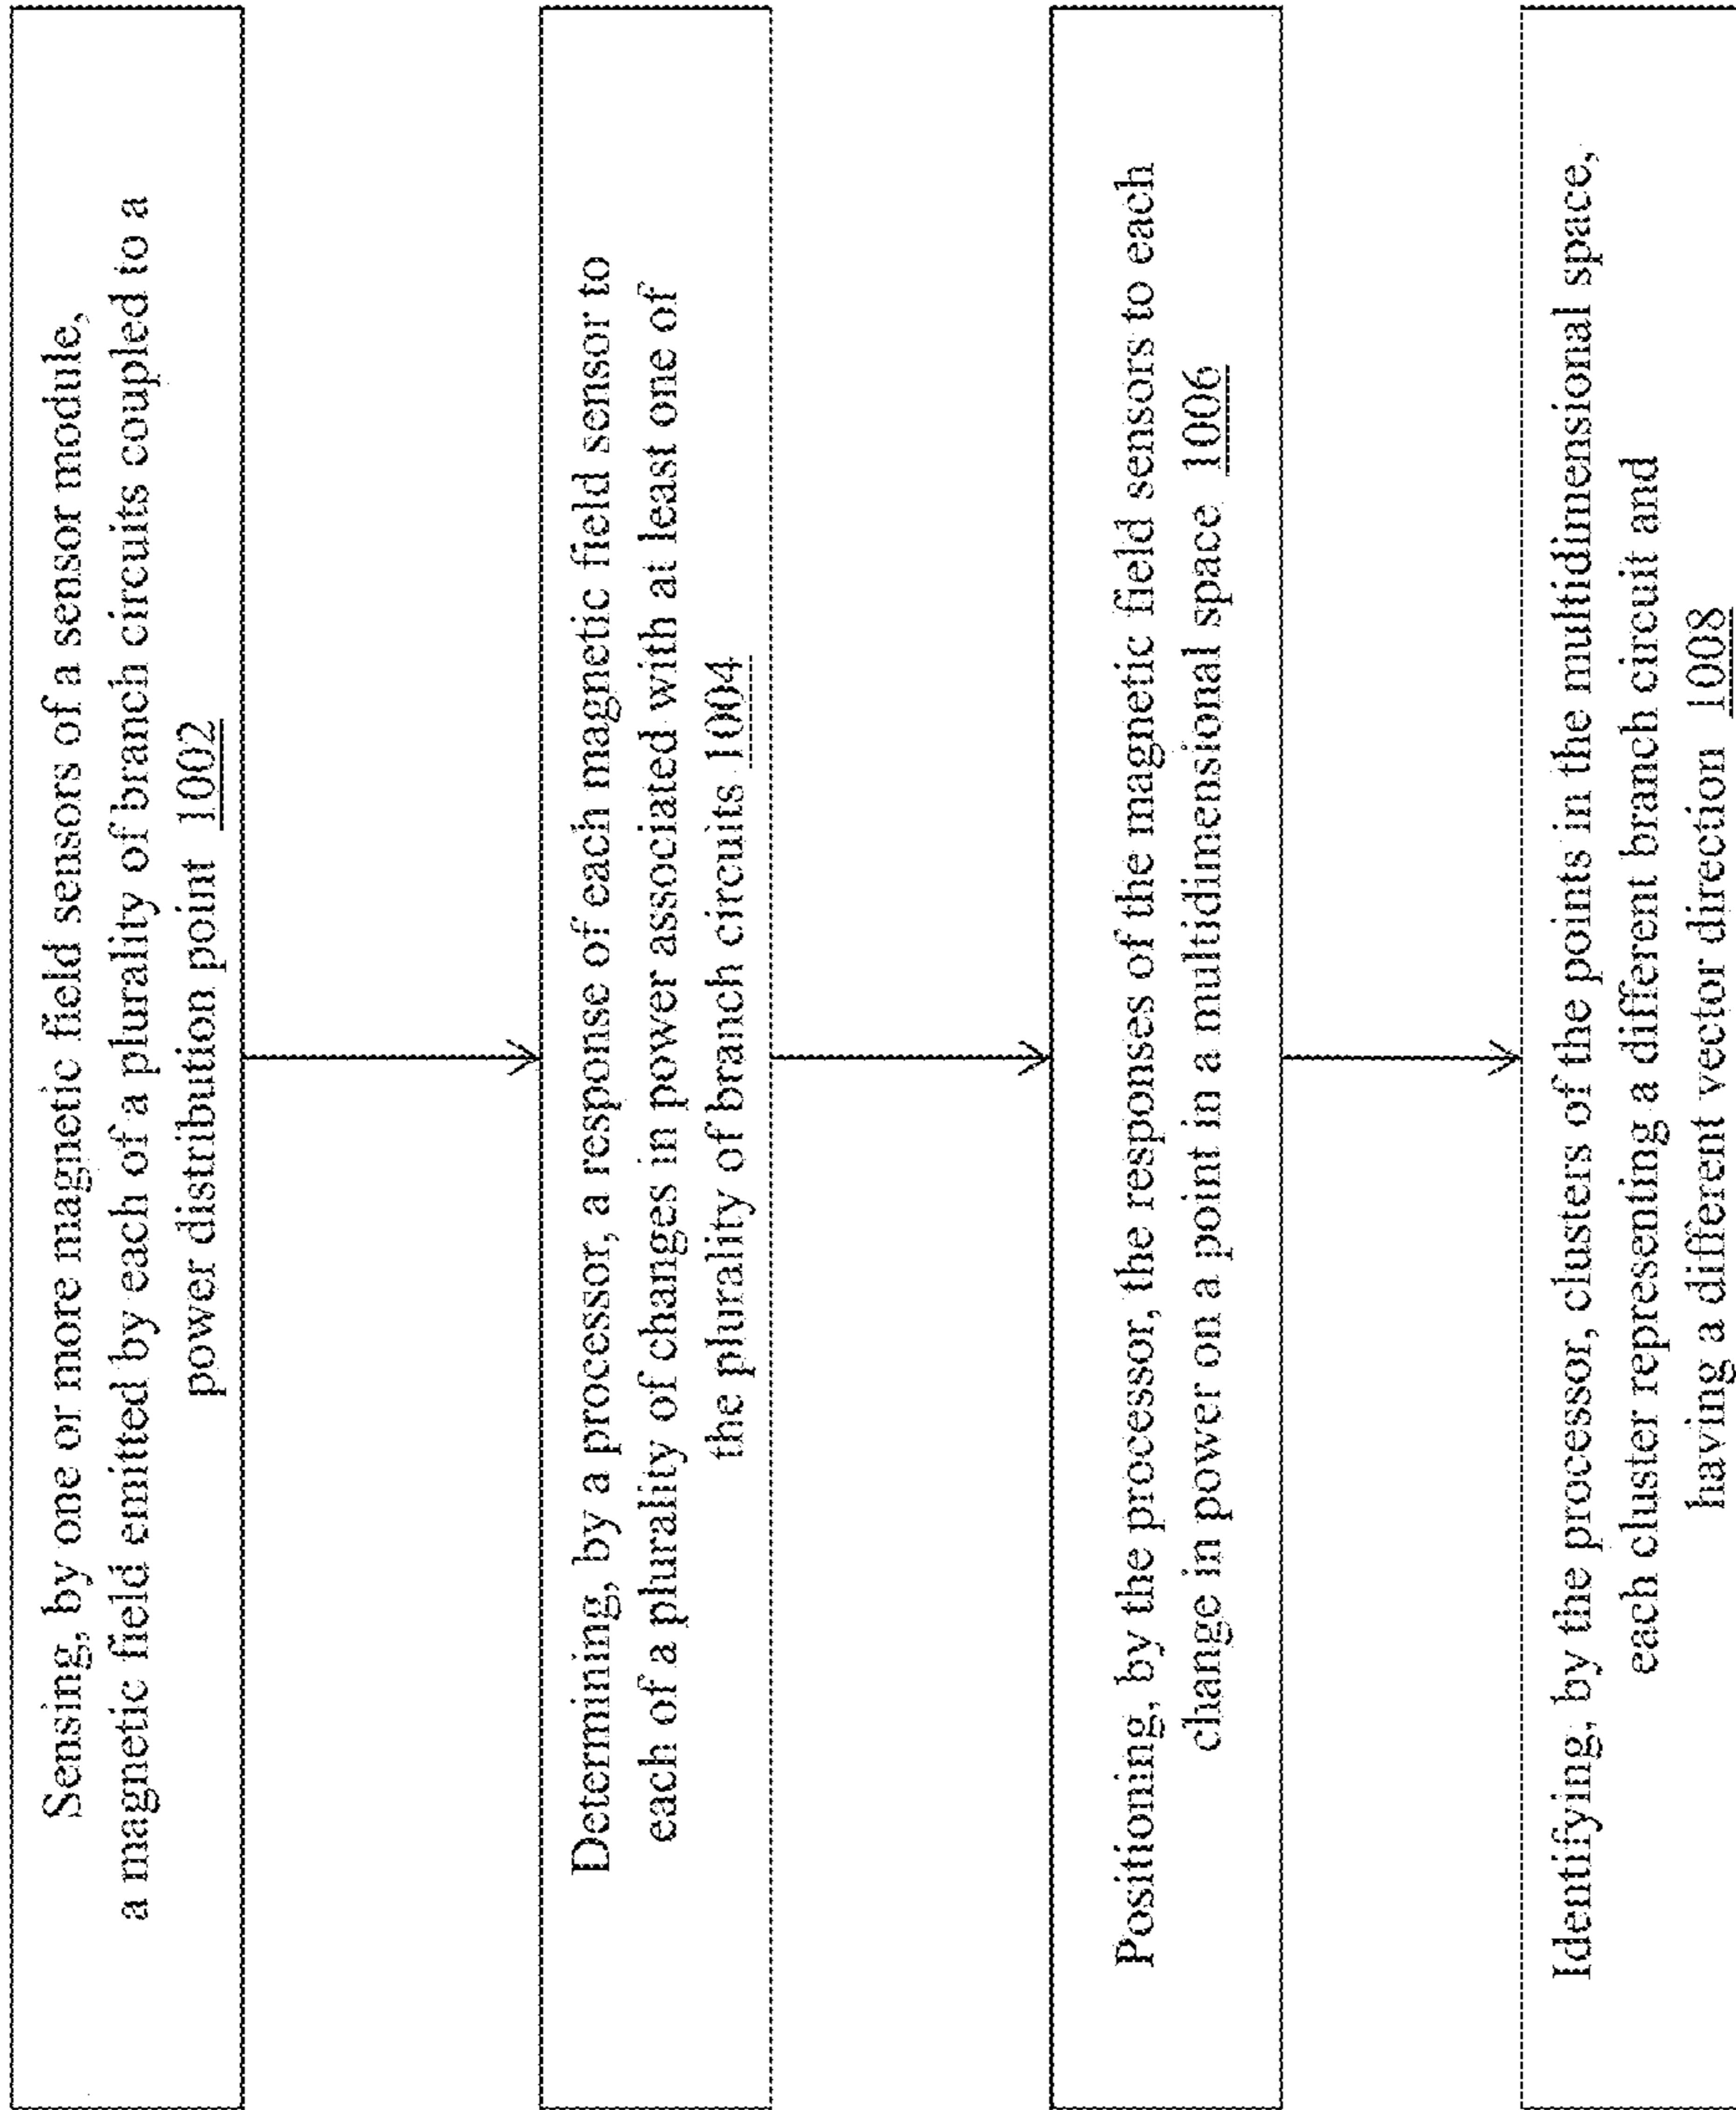 Sensing, by one or more magnetic field sensors of a sensor module,
a magnetic field emitted by each of a plurality of branch circuits coupled to a
power distribution point 1002
Determining, by a processor, a response of each magnetic field sensor to
each of a plurality of changes in power associated with at least one of
the plurality of branch circuits 1004
Positioning, by the processor, the responses of the magnetic field sensors to each
change in power on a point in a multidimensional space 1006
Identifying, by the processor, clusters of the points in the multidimensional space,
each cluster representing a different branch circuit and
having a different vector direction 1008